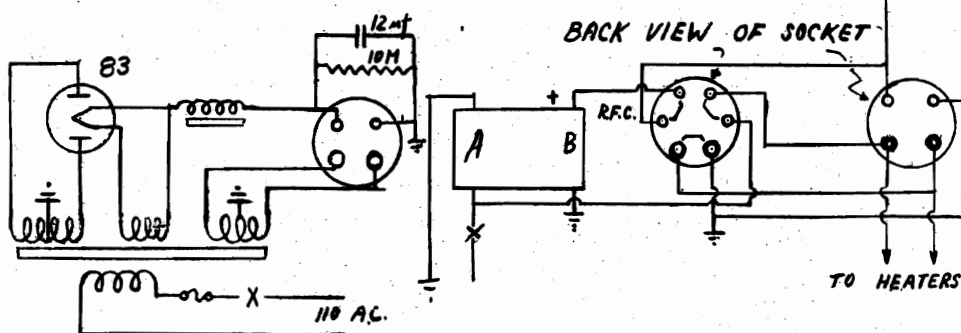 83
12 mf
10M
BACK VIEW OF SOCKET
R.F.C.
+
A B
X
X
110 A.C.
TO HEATERS